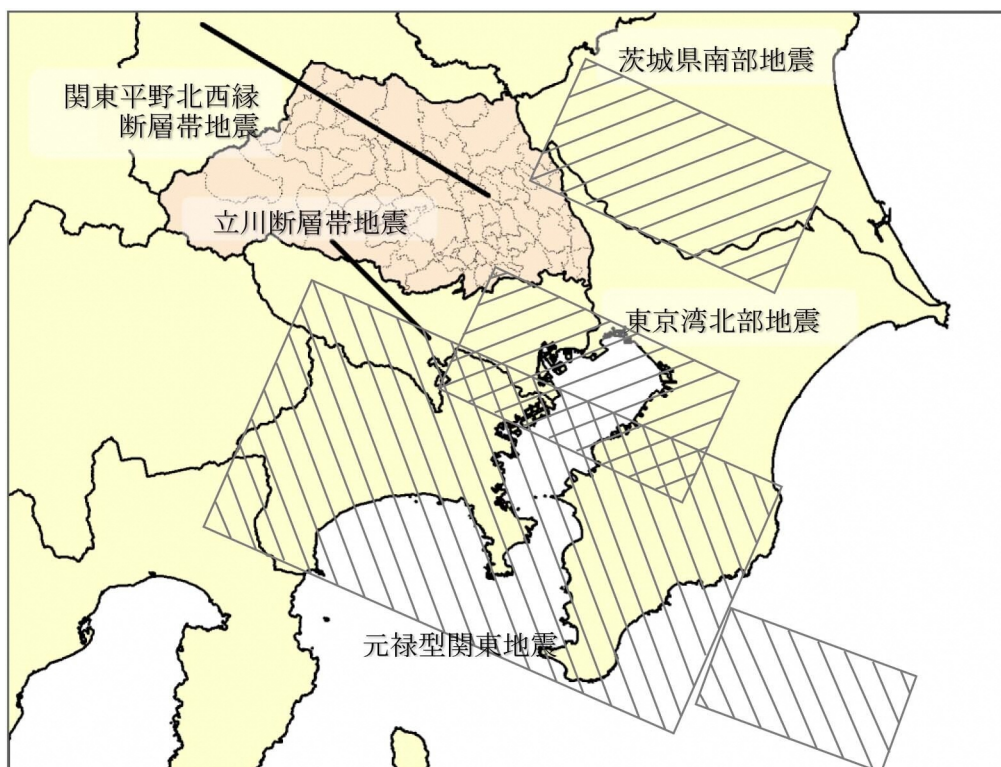 茨城県南部地震
関東平野北西縁
断層帯地震
立川断層帯地震
東京湾北部地震
元禄型関東地震